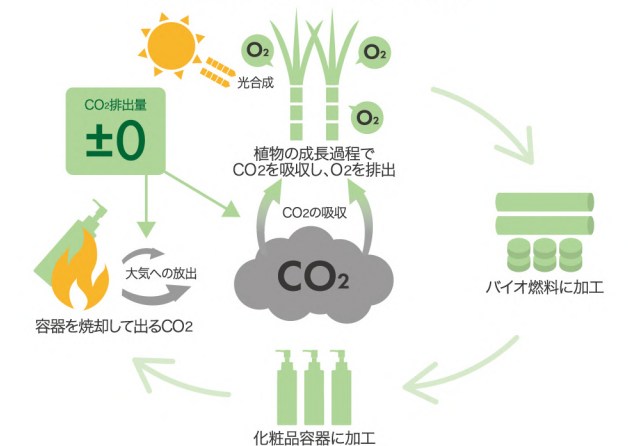 O2
O2
光合成
O2
CO2排出量
±0
植物の成長過程で
CO2を吸収し、O2を排出
CO2の吸収
CO2
大気への放出
容器を焼却して出るCO2
バイオ燃料に加工
化粧品容器に加工